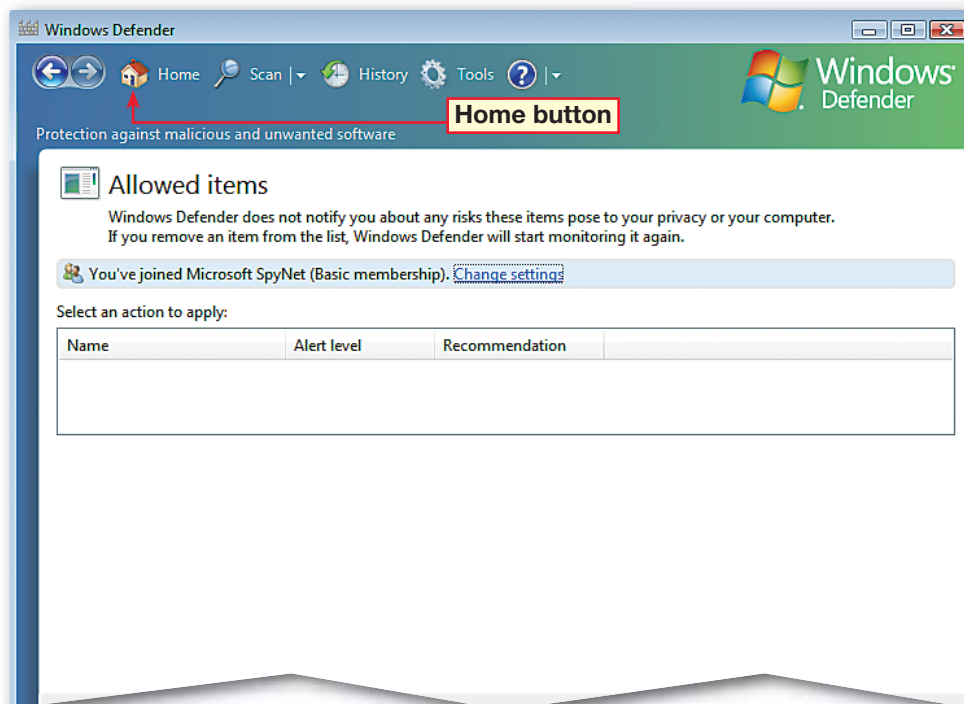 Windows Defender
Home Scan History Tools ?
Windows
Defender
Home button
Protection against malicious and unwanted software
Allowed items
Windows Defender does not notify you about any risks these items pose to your privacy or your computer.
If you remove an item from the list, Windows Defender will start monitoring it again.
You've joined Microsoft SpyNet (Basic membership). Change settings
Select an action to apply:
Name Alert level Recommendation